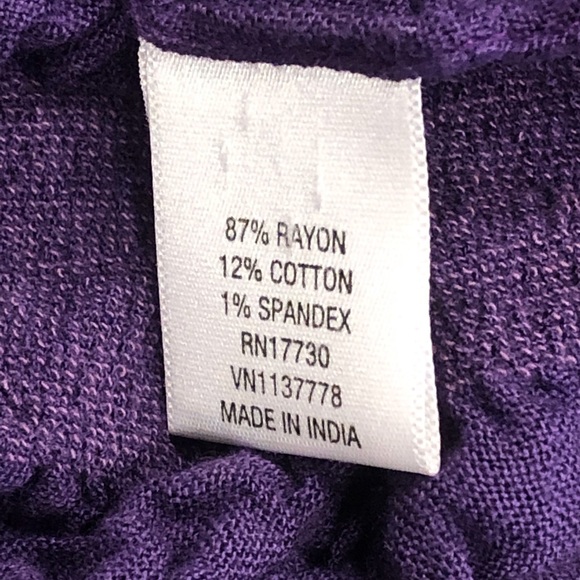 87% RAYON
12% COTTON
1% SPANDEX
RN17730
VN1137778
MADE IN INDIA